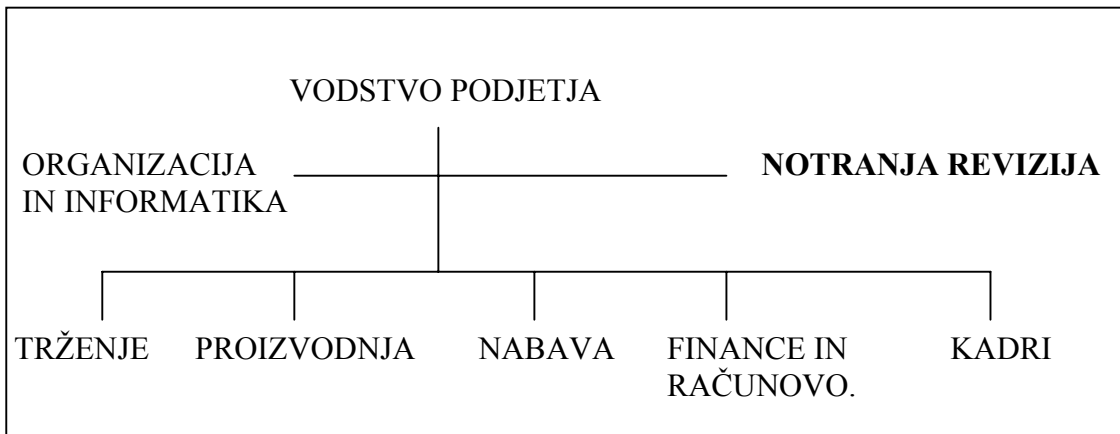 VODSTVO PODJETJA
ORGANIZACIJA
IN INFORMATIKA
NOTRANJA REVIZIJA
TRŽENJE
PROIZVODNJA
NABAVA
FINANCE IN
RAČUNOVO.
KADRI